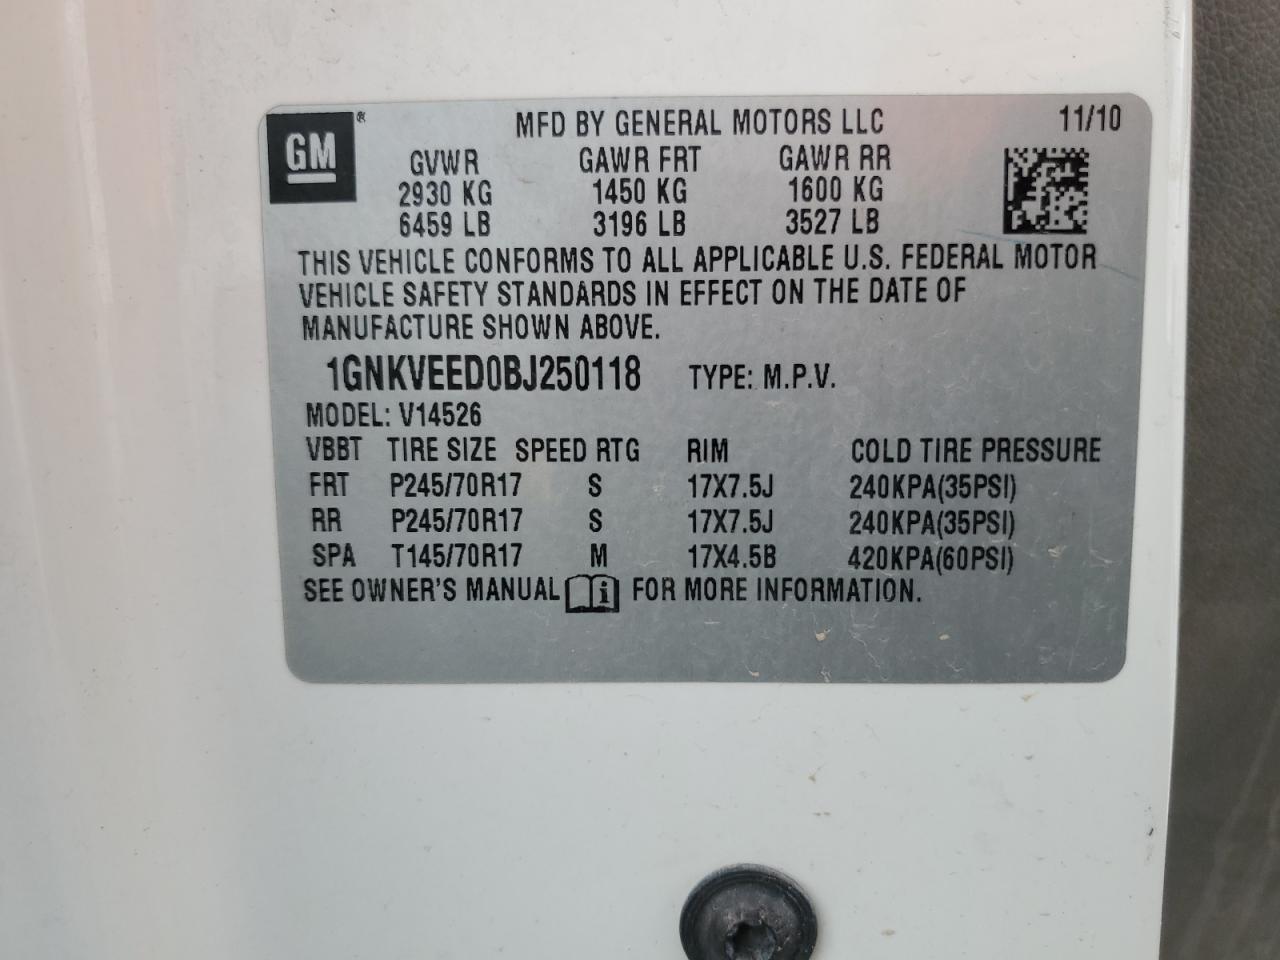 GM®
MFD BY GENERAL MOTORS LLC 11/10
GVWR GAWR FRT GAWR RR
2930 KG 1450 KG 1600 KG
6459 LB 3196 LB 3527 LB
THIS VEHICLE CONFORMS TO ALL APPLICABLE U.S. FEDERAL MOTOR
VEHICLE SAFETY STANDARDS IN EFFECT ON THE DATE OF
MANUFACTURE SHOWN ABOVE.
1GNKVEED0BJ250118 TYPE: M.P.V.
MODEL: V14526
VBBT TIRE SIZE SPEED RTG RIM COLD TIRE PRESSURE
FRT P245/70R17 S 17X7.5J 240KPA(35PSI)
RR P245/70R17 S 17X7.5J 240KPA(35PSI)
SPA T145/70R17 M 17X4.5B 420KPA(60PSI)
SEE OWNER'S MANUAL i FOR MORE INFORMATION.